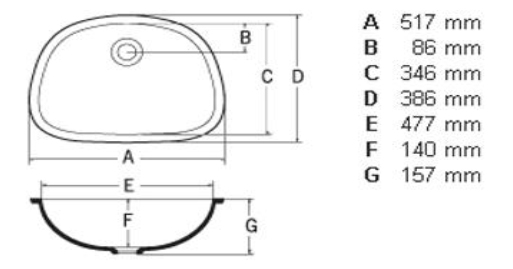 B
C
D
A
E
F
G
A 517 mm
B 86 mm
C 346 mm
D 386 mm
E 477 mm
F 140 mm
G 157 mm